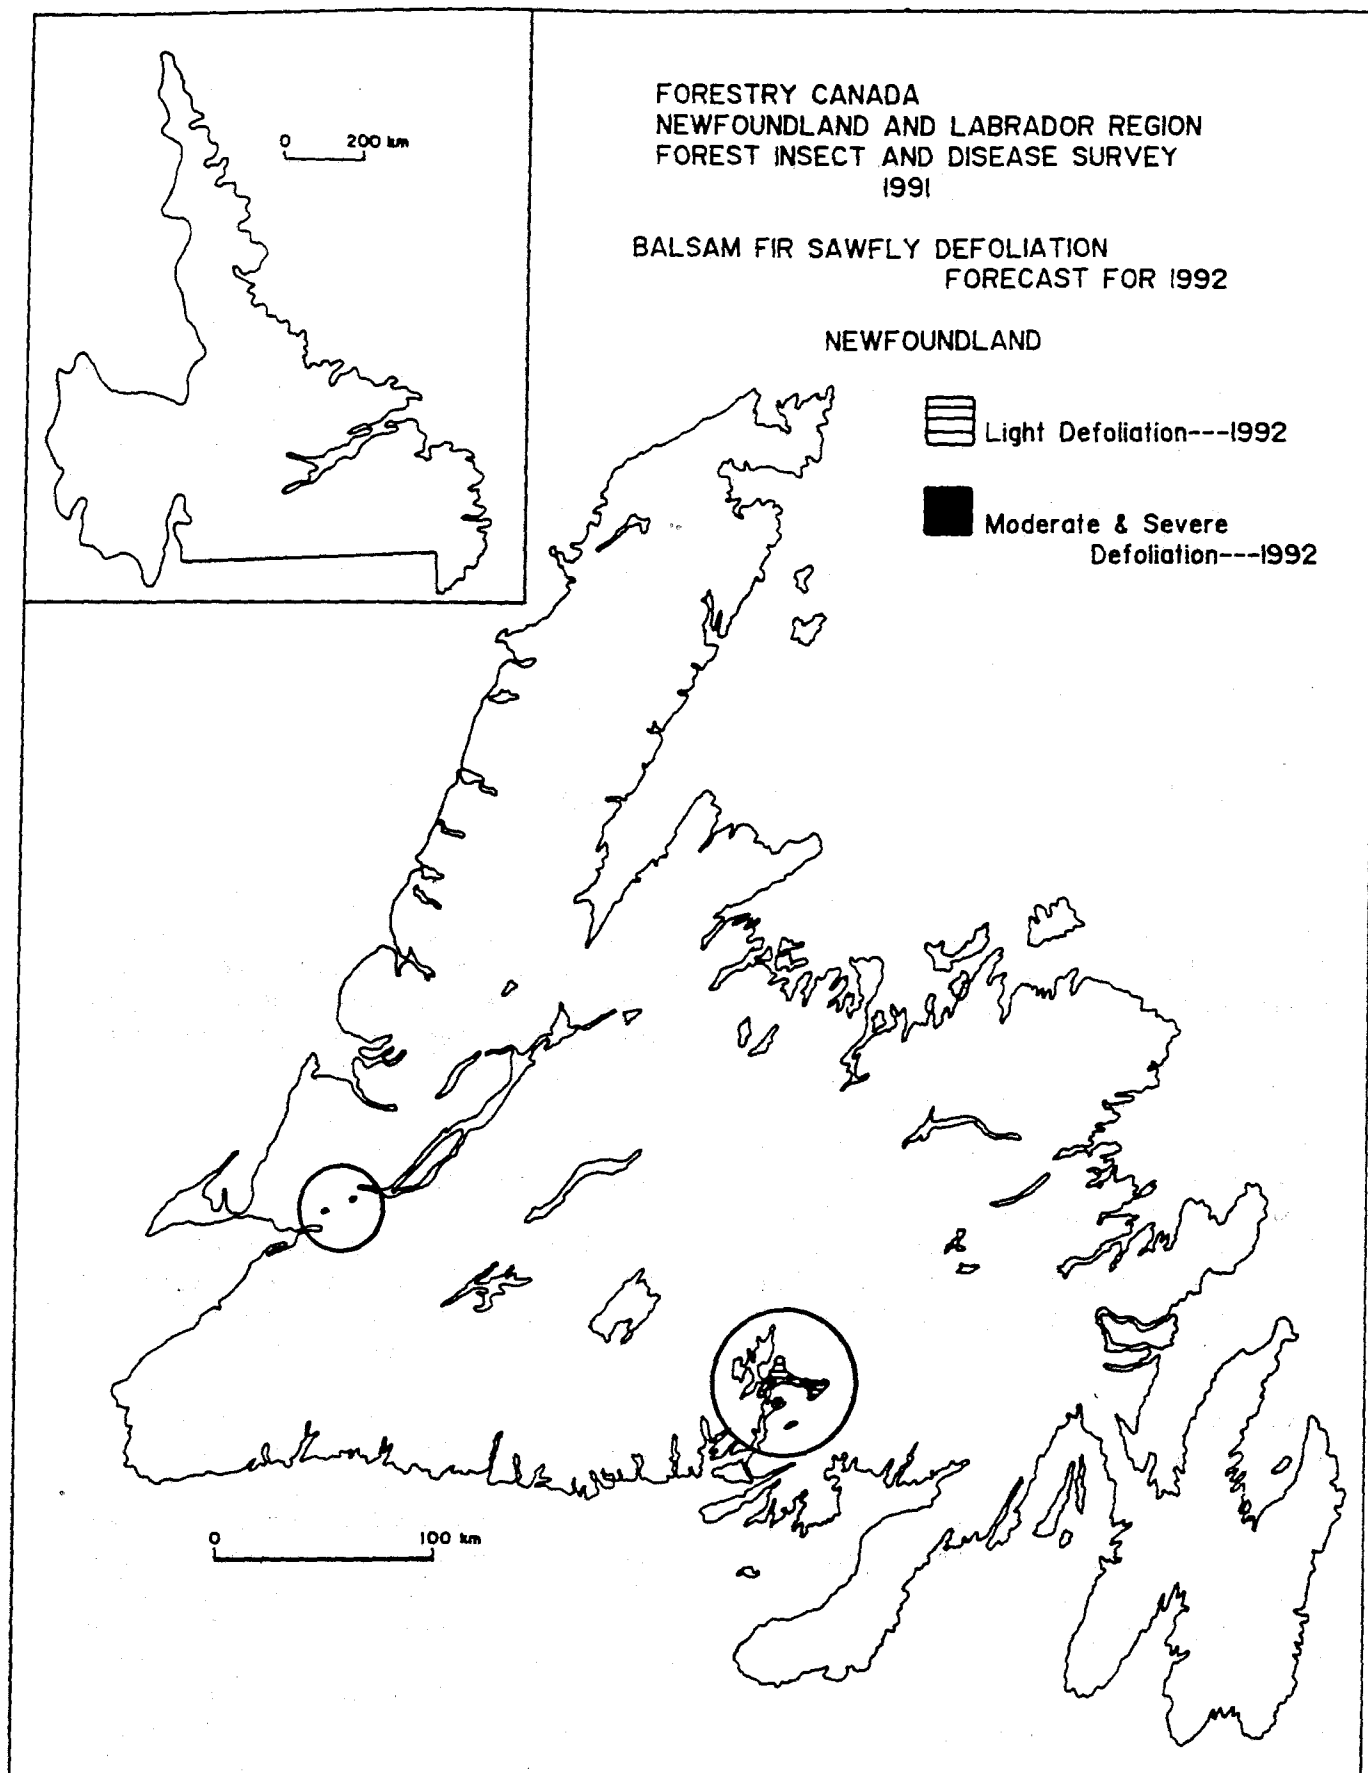 0 200 km
FORESTRY CANADA
NEWFOUNDLAND AND LABRADOR REGION
FOREST INSECT AND DISEASE SURVEY
1991
BALSAM FIR SAWFLY DEFOLIATION
FORECAST FOR 1992
NEWFOUNDLAND
Light Defoliation---1992
Moderate & Severe
Defoliation---1992
0 100 km